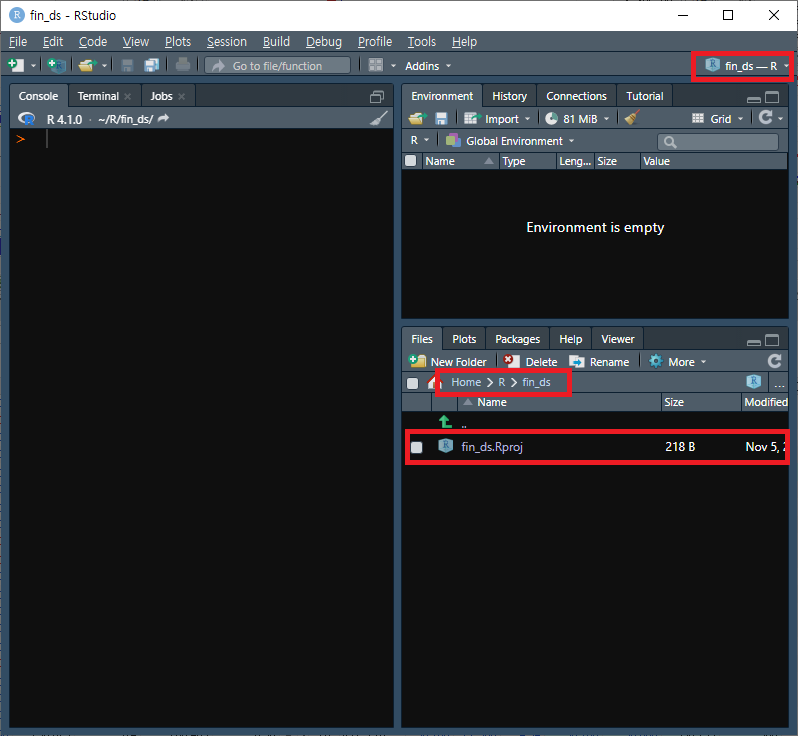 fin_ds - RStudio
File Edit Code View Plots Session Build Debug Profile Tools Help
Go to file/function Addins fin_ds — R
Console Terminal Jobs
R 4.1.0 · ~/R/fin_ds/
>
Environment History Connections Tutorial
Import 81 MiB Grid
R Global Environment
Name Type Leng... Size Value
Environment is empty
Files Plots Packages Help Viewer
New Folder Delete Rename More
Home R fin_ds ...
Name Size Modified
..
fin_ds.Rproj 218 B Nov 5,